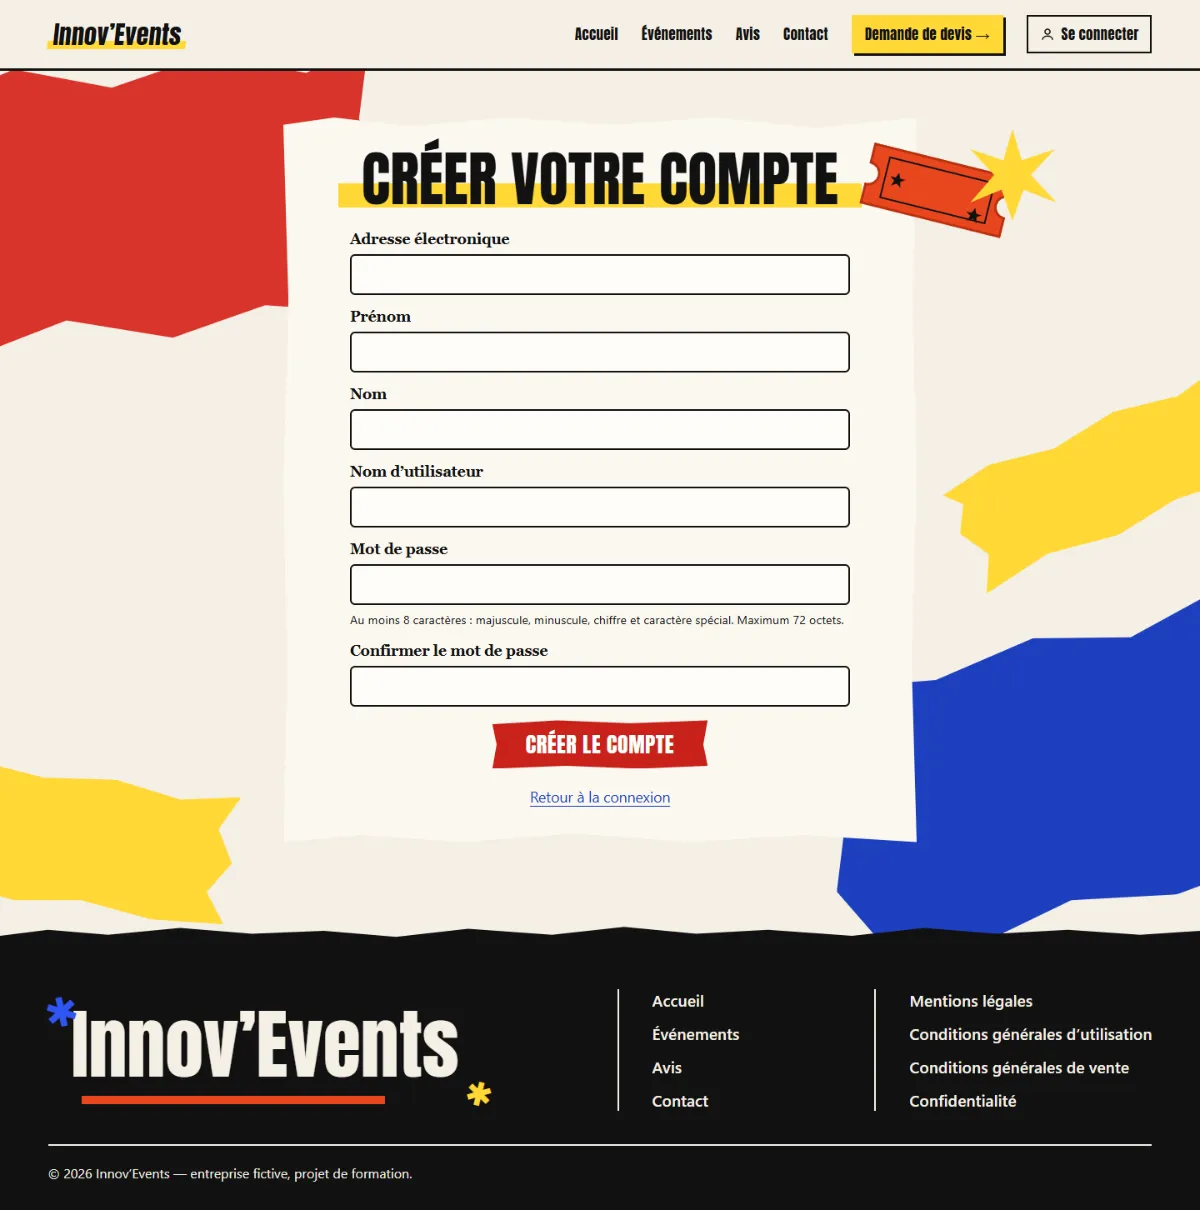 Innov’Events
Accueil
Événements
Avis
Contact
Demande de devis →
Se connecter
CRÉER VOTRE COMPTE
Adresse électronique
Prénom
Nom
Nom d’utilisateur
Mot de passe
Au moins 8 caractères : majuscule, minuscule, chiffre et caractère spécial. Maximum 72 octets.
Confirmer le mot de passe
CRÉER LE COMPTE
Retour à la connexion
Innov’Events
Accueil
Événements
Avis
Contact
Mentions légales
Conditions générales d’utilisation
Conditions générales de vente
Confidentialité
© 2026 Innov’Events — entreprise fictive, projet de formation.